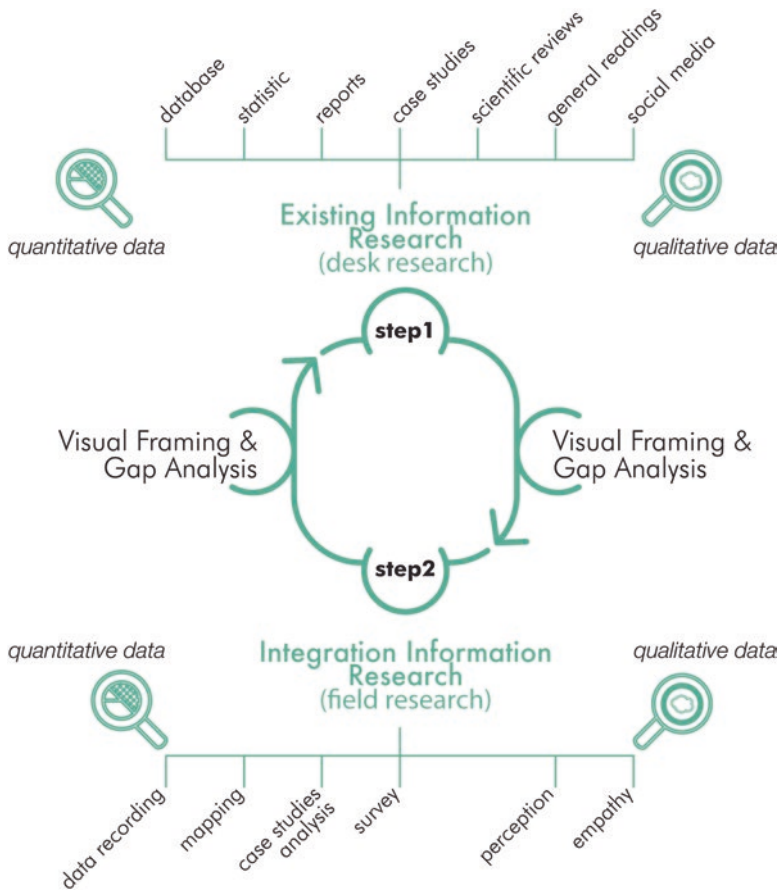 database
statistic
reports
case studies
scientific reviews
general readings
social media
quantitative data
qualitative data
Existing Information
Research
(desk research)
step1
Visual Framing &
Gap Analysis
Visual Framing &
Gap Analysis
step2
quantitative data
qualitative data
Integration Information
Research
(field research)
data recording
mapping
case studies
analysis
survey
perception
empathy